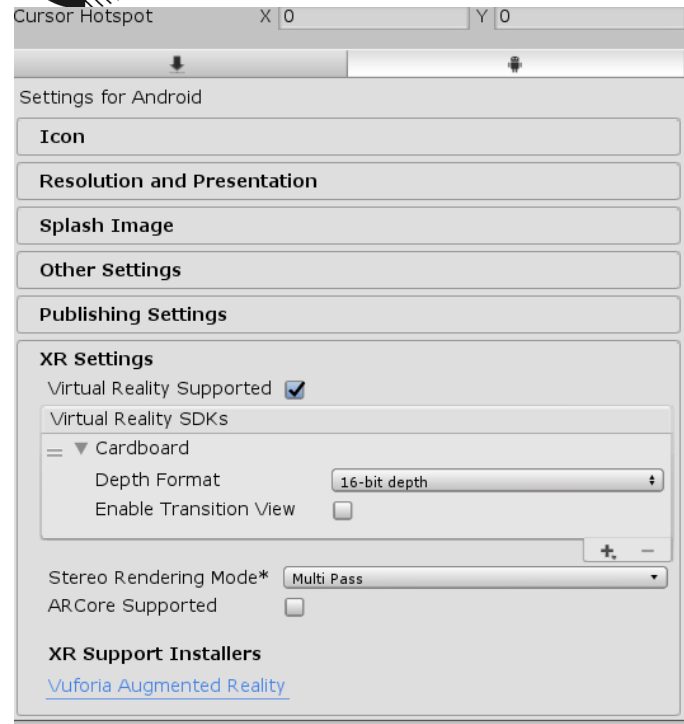 Cursor Hotspot X 0 Y 0
Settings for Android
Icon
Resolution and Presentation
Splash Image
Other Settings
Publishing Settings
XR Settings
Virtual Reality Supported
Virtual Reality SDKs
Cardboard
Depth Format 16-bit depth
Enable Transition View
Stereo Rendering Mode* Multi Pass
ARCore Supported
XR Support Installers
Vuforia Augmented Reality